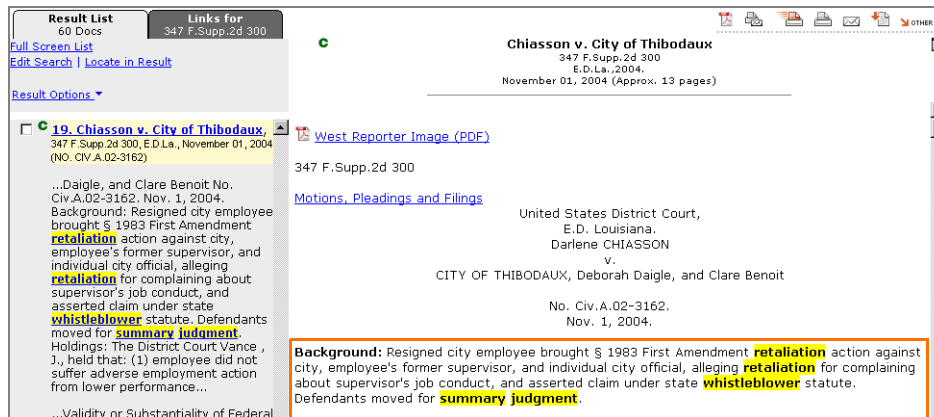 Result List
60 Docs
Links for
347 F.Supp.2d 300
Full Screen List
Edit Search | Locate in Result
Result Options
C 19. Chiasson v. City of Thibodaux,
347 F.Supp.2d 300, E.D.La., November 01, 2004
(NO. CIV.A.02-3162)
...Daigle, and Clare Benoit No.
Civ.A.02-3162. Nov. 1, 2004.
Background: Resigned city employee
brought § 1983 First Amendment
retaliation action against city,
employee's former supervisor, and
individual city official, alleging
retaliation for complaining about
supervisor's job conduct, and
asserted claim under state
whistleblower statute. Defendants
moved for summary judgment.
Holdings: The District Court Vance ,
J., held that: (1) employee did not
suffer adverse employment action
from lower performance...
...Validity or Substantiality of Federal
OTHER
C
Chiasson v. City of Thibodaux
347 F.Supp.2d 300
E.D.La.,2004.
November 01, 2004 (Approx. 13 pages)
West Reporter Image (PDF)
347 F.Supp.2d 300
Motions, Pleadings and Filings
United States District Court,
E.D. Louisiana.
Darlene CHIASSON
v.
CITY OF THIBODAUX, Deborah Daigle, and Clare Benoit
No. Civ.A.02-3162.
Nov. 1, 2004.
Background: Resigned city employee brought § 1983 First Amendment retaliation action against
city, employee's former supervisor, and individual city official, alleging retaliation for complaining
about supervisor's job conduct, and asserted claim under state whistleblower statute.
Defendants moved for summary judgment.